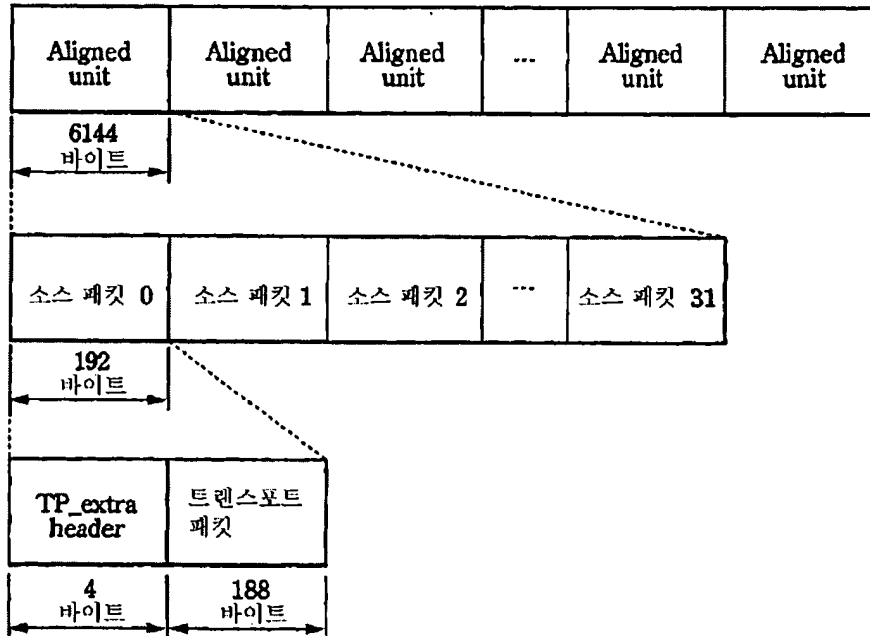 Aligned unit
Aligned unit
Aligned unit
...
Aligned unit
Aligned unit
6144
바이트
소스 패킷 0
소스 패킷 1
소스 패킷 2
...
소스 패킷 31
192
바이트
TP_extra
header
트랜스포트
패킷
4
바이트
188
바이트